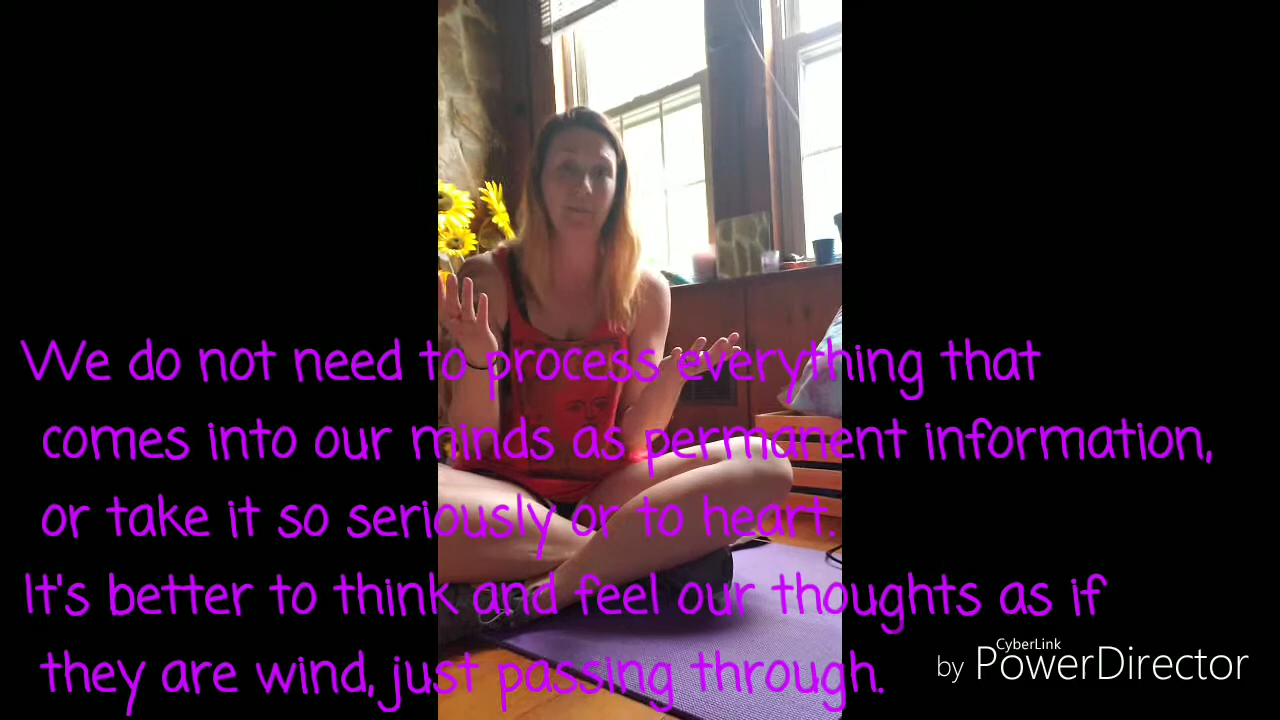 We do not need to process everything that
comes into our minds as permanent information,
or take it so seriously or to heart.
It's better to think and feel our thoughts as if
they are wind, just passing through.
CyberLink
by PowerDirector